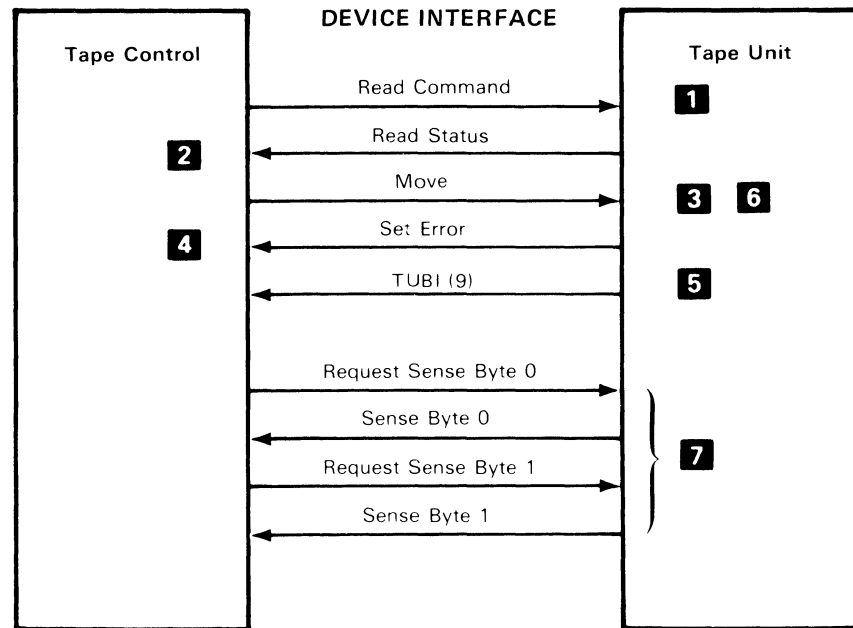 DEVICE INTERFACE
Tape Control
Tape Unit
Read Command
1
Read Status
2
Move
3 6
Set Error
4
TUBI (9)
5
Request Sense Byte 0
Sense Byte 0
7
Request Sense Byte 1
Sense Byte 1